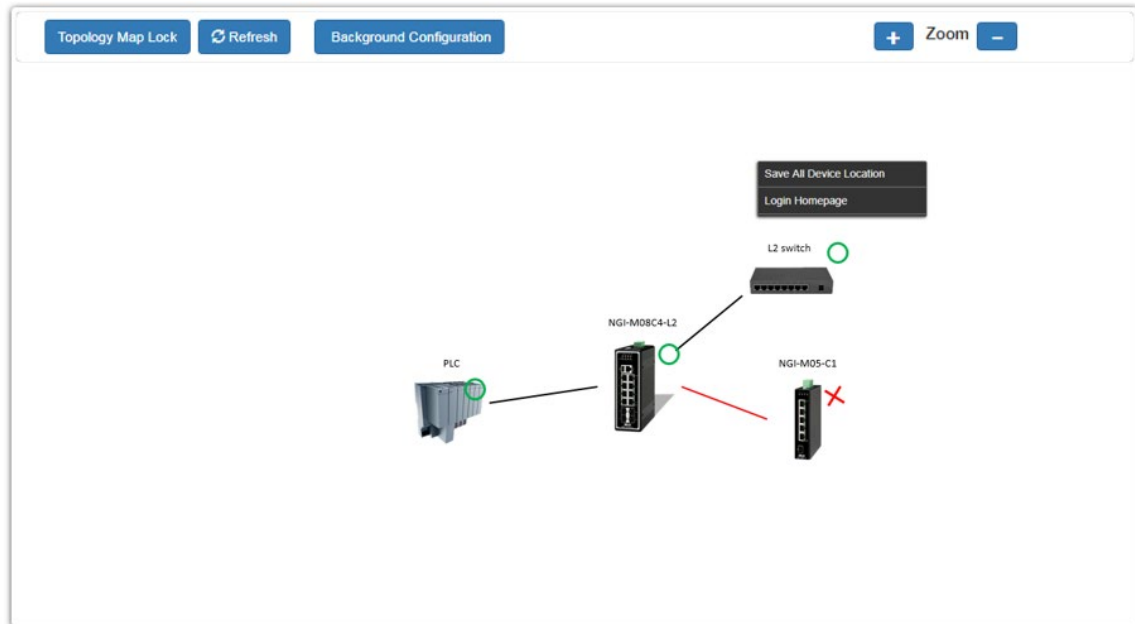 Topology Map Lock
Refresh
Background Configuration
+ Zoom −
Save All Device Location
Login Homepage
L2 switch
NGI-M08C4-L2
PLC
NGI-M05-C1